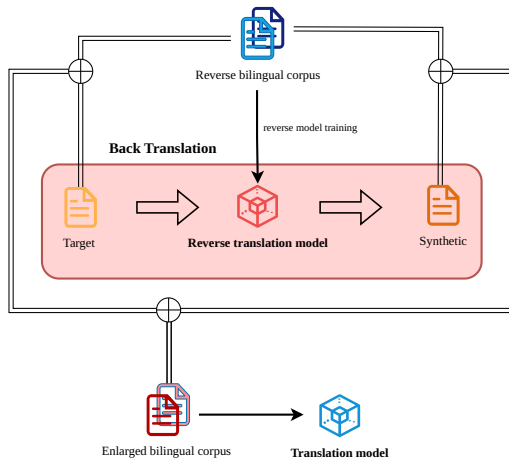 Reverse bilingual corpus
reverse model training
Back Translation
Target
Reverse translation model
Synthetic
Enlarged bilingual corpus
Translation model